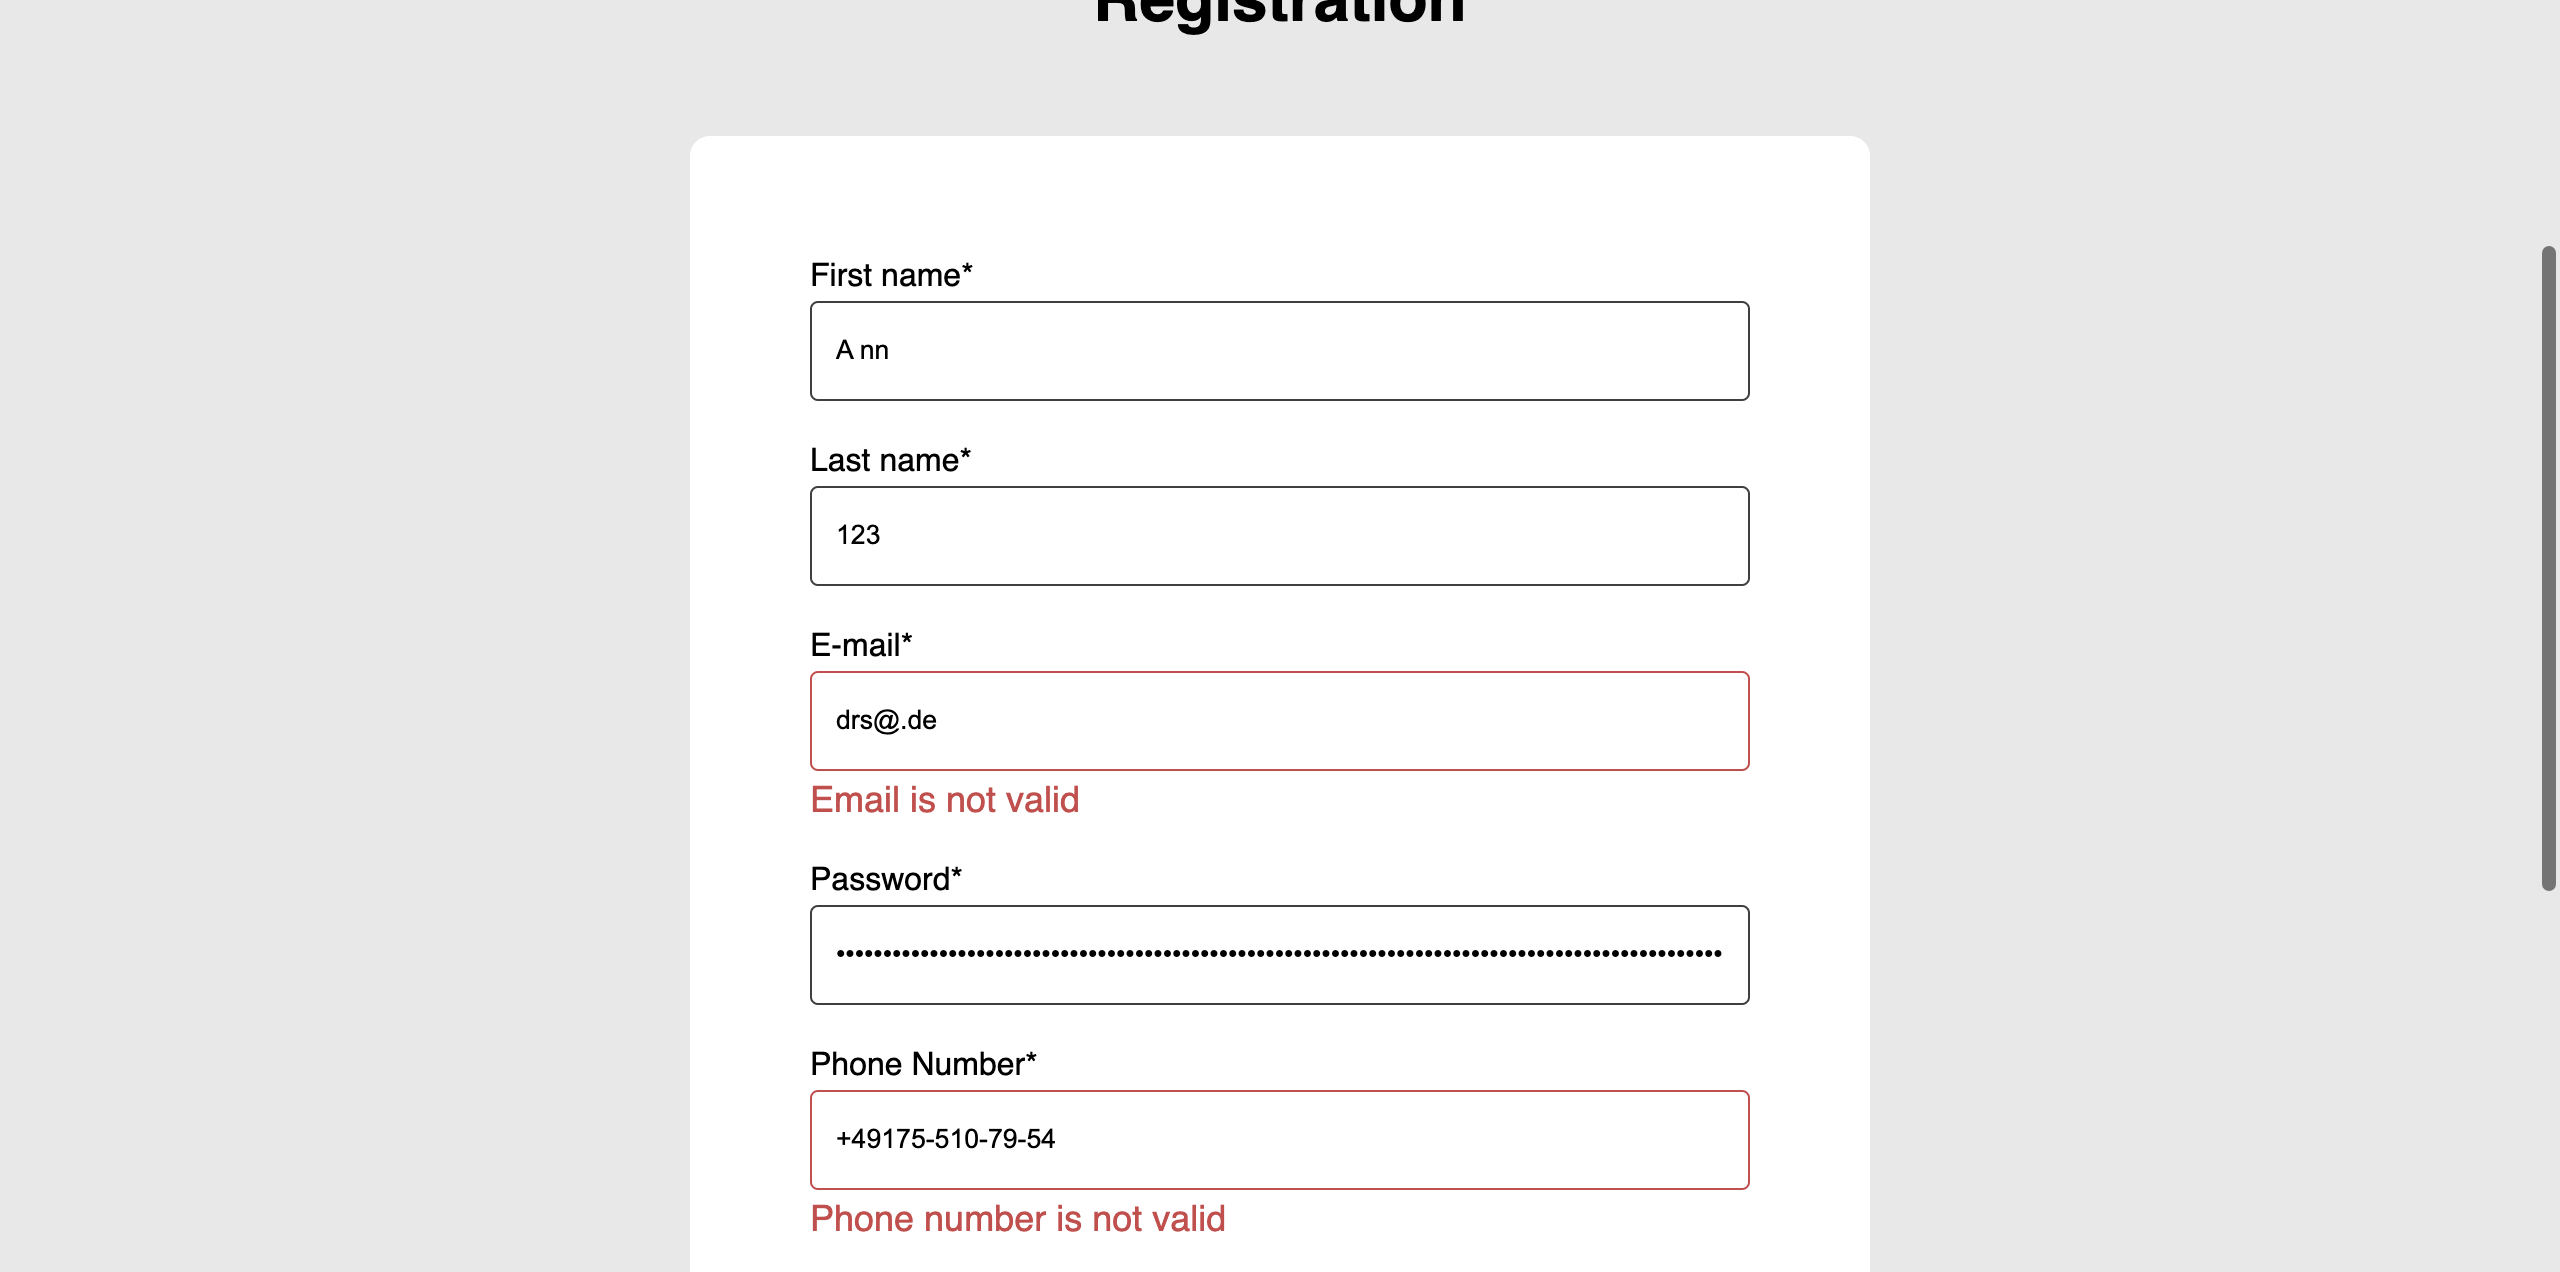 Registration
First name*
A nn
Last name*
123
E-mail*
drs@.de
Email is not valid
Password*
Phone Number*
+49175-510-79-54
Phone number is not valid